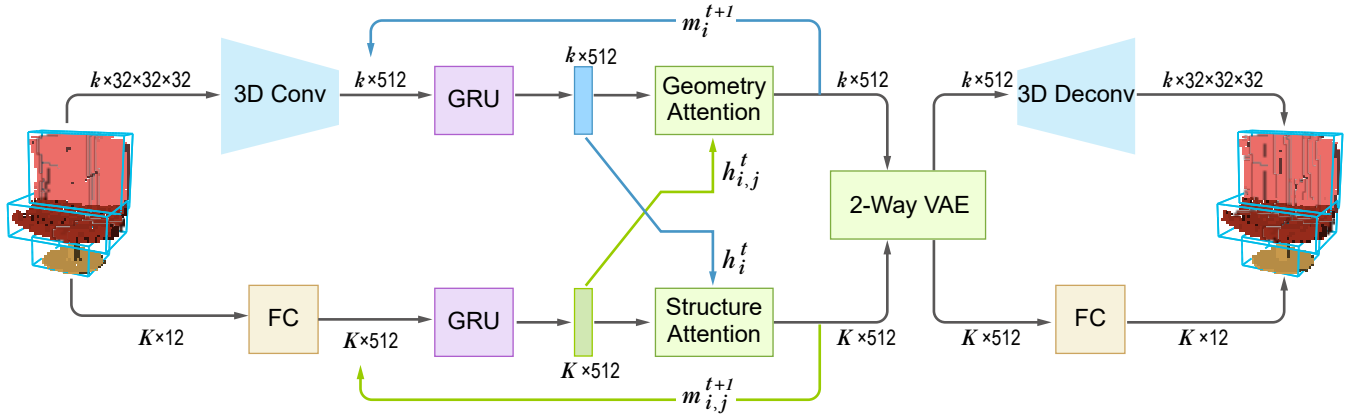 m_i^{t+1}
k×32×32×32
3D Conv
k×512
GRU
k×512
Geometry
Attention
k×512
k×512
3D Deconv
k×32×32×32
h_{i,j}^t
2-Way VAE
h_i^t
K×12
FC
K×512
GRU
K×512
Structure
Attention
K×512
K×512
FC
K×12
m_{i,j}^{t+1}